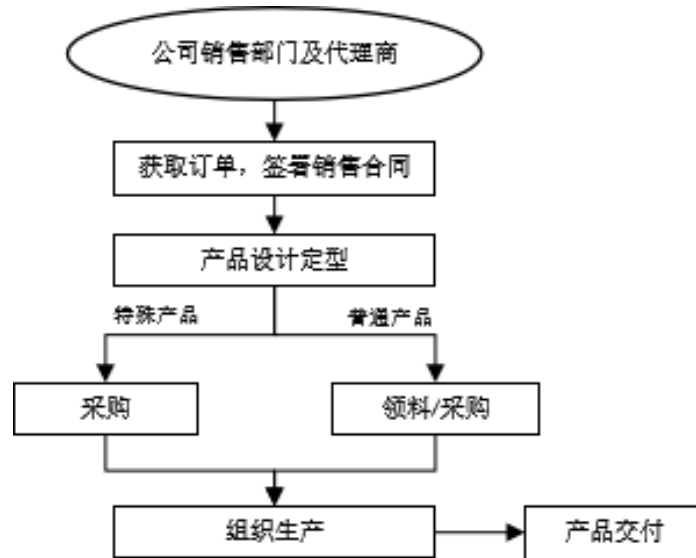 公司销售部门及代理商
获取订单，签署销售合同
产品设计定型
特殊产品
普通产品
采购
领料/采购
组织生产
产品交付